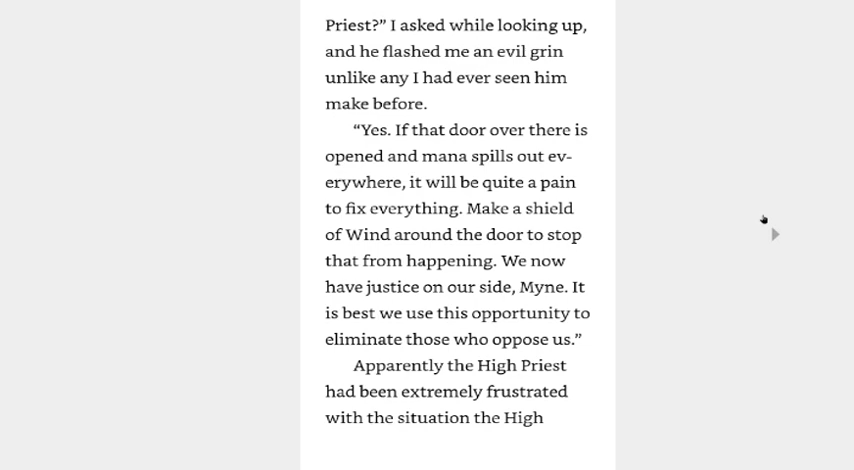 Priest?” I asked while looking up,
and he flashed me an evil grin
unlike any I had ever seen him
make before.
“Yes. If that door over there is
opened and mana spills out ev-
erywhere, it will be quite a pain
to fix everything. Make a shield
of Wind around the door to stop
that from happening. We now
have justice on our side, Myne. It
is best we use this opportunity to
eliminate those who oppose us.”
Apparently the High Priest
had been extremely frustrated
with the situation the High